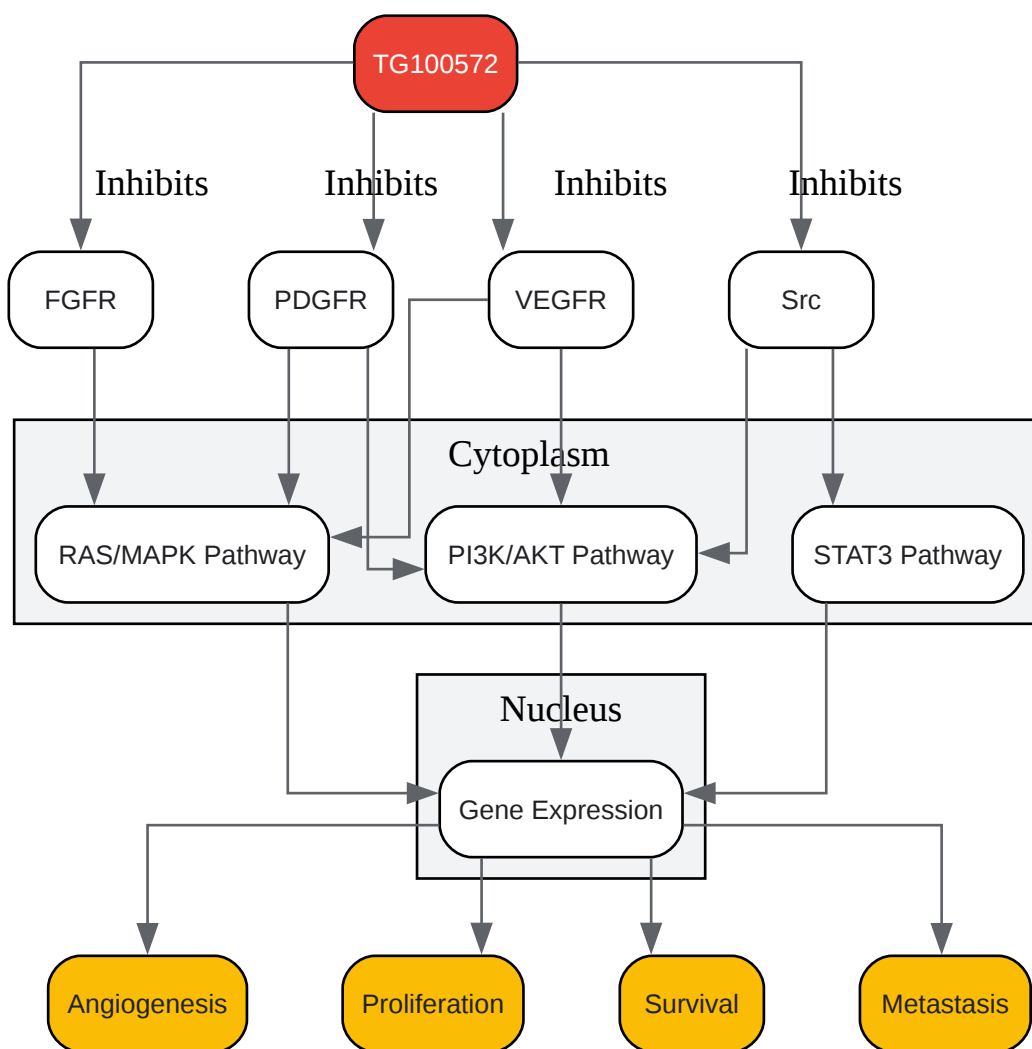 TG100572
Inhibits
Inhibits
Inhibits
Inhibits
FGFR
PDGFR
VEGFR
Src
Cytoplasm
RAS/MAPK Pathway
PI3K/AKT Pathway
STAT3 Pathway
Nucleus
Gene Expression
Angiogenesis
Proliferation
Survival
Metastasis